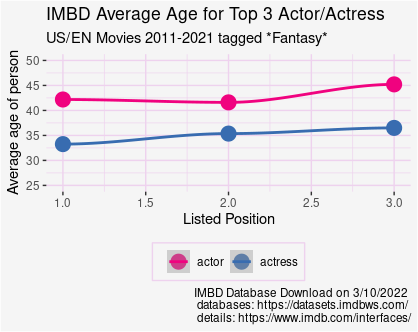 IMBD Average Age for Top 3 Actor/Actress
US/EN Movies 2011-2021 tagged *Fantasy*
Average age of person
50
45
40
35
30
25
1.0 1.5 2.0 2.5 3.0
Listed Position
actor actress
IMBD Database Download on 3/10/2022
databases: https://datasets.imdbws.com/
details: https://www.imdb.com/interfaces/